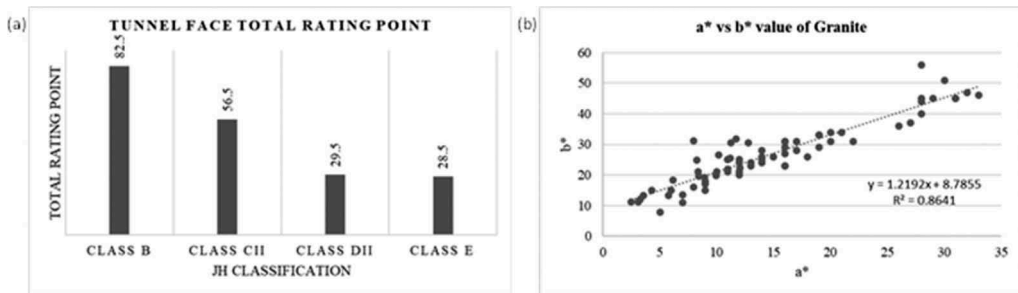 (a)
TUNNEL FACE TOTAL RATING POINT
TOTAL RATING POINT
82.5
56.5
29.5
28.5
CLASS B CLASS CII CLASS DII CLASS E
JH CLASSIFICATION
(b)
a* vs b* value of Granite
b*
60
50
40
30
20
10
0
y = 1.2192x + 8.7855
R² = 0.8641
0 5 10 15 20 25 30 35
a*